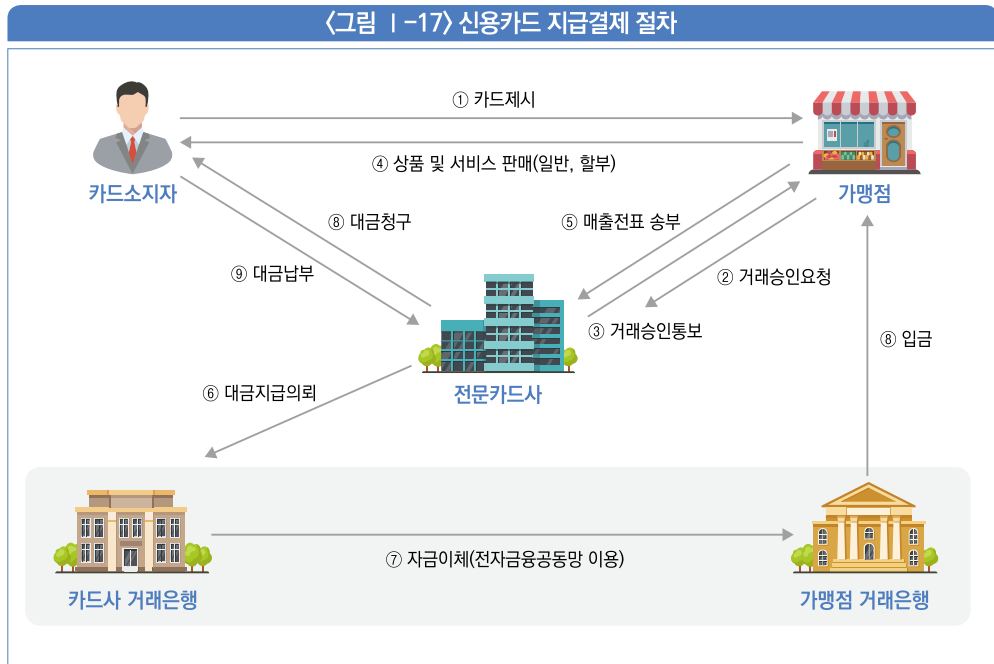 〈그림 Ⅰ-17〉 신용카드 지급결제 절차
① 카드제시
④ 상품 및 서비스 판매(일반, 할부)
카드소지자
가맹점
⑧ 대금청구
⑤ 매출전표 송부
⑨ 대금납부
② 거래승인요청
③ 거래승인통보
⑧ 입금
전문카드사
⑥ 대금지급의뢰
⑦ 자금이체(전자금융공동망 이용)
카드사 거래은행
가맹점 거래은행